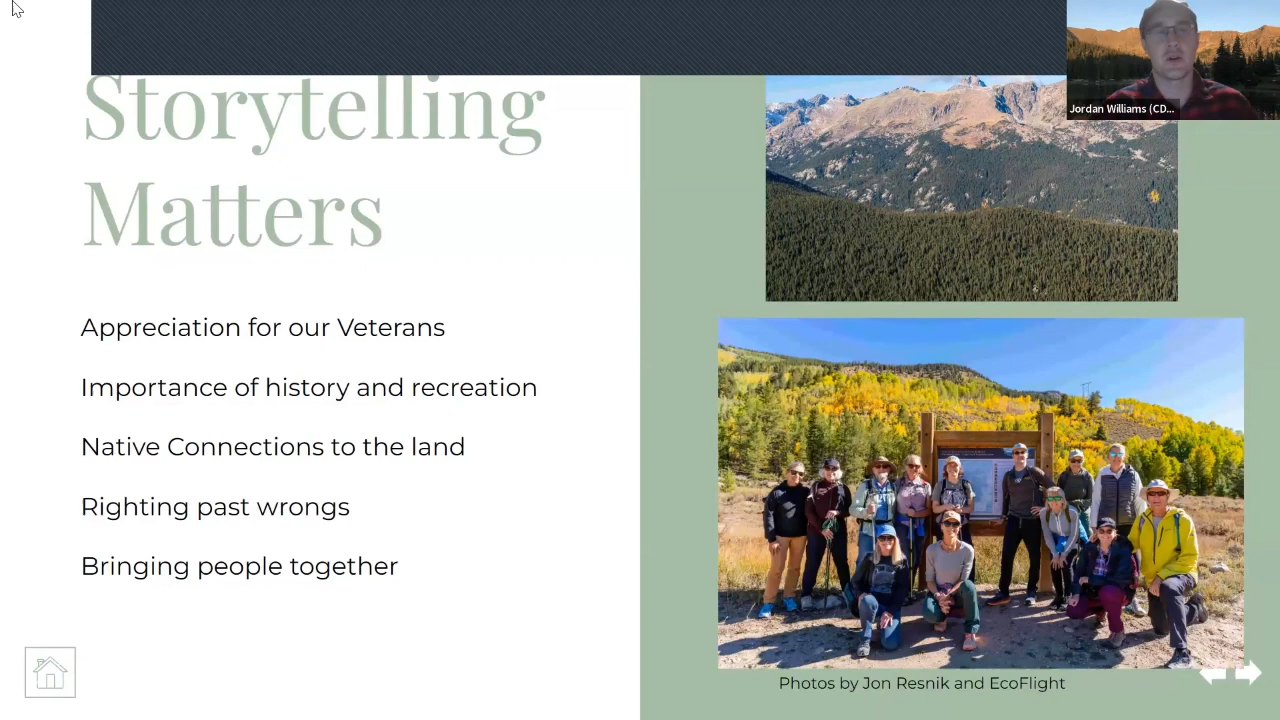 Storytelling
Matters
Appreciation for our Veterans
Importance of history and recreation
Native Connections to the land
Righting past wrongs
Bringing people together
Jordan Williams (CD...
Photos by Jon Resnik and EcoFlight